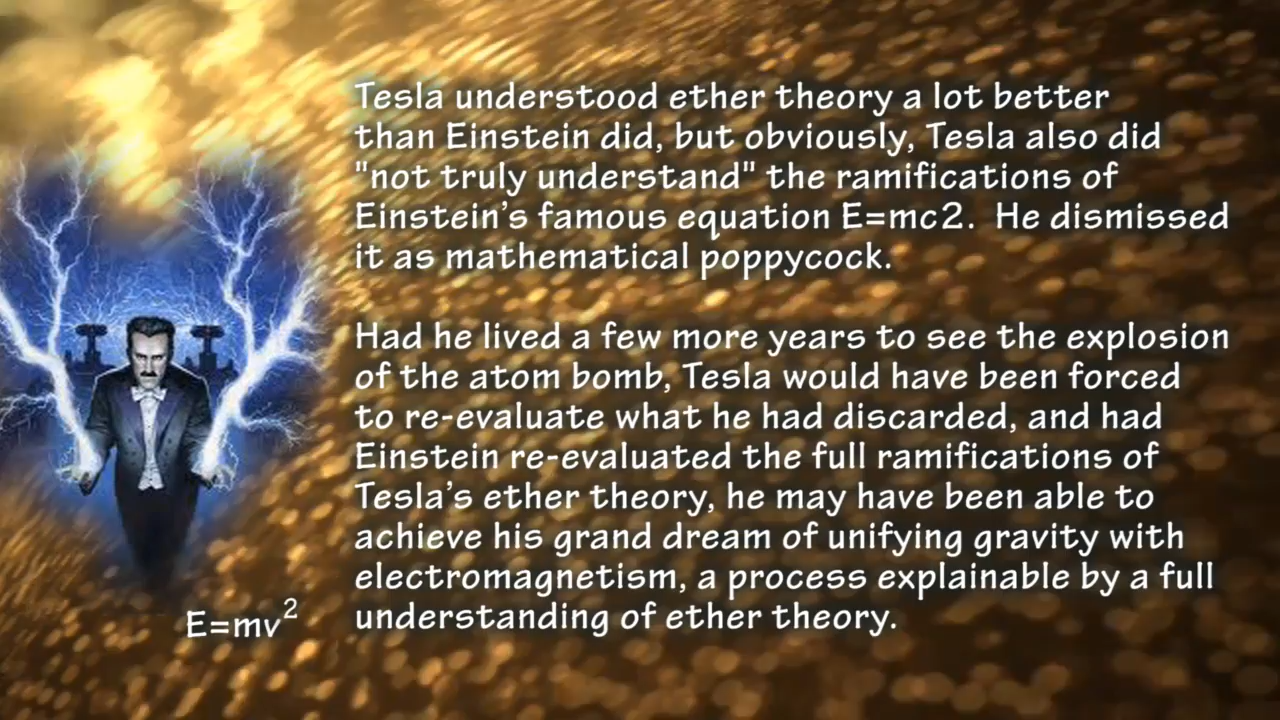 Tesla understood ether theory a lot better
than Einstein did, but obviously, Tesla also did
"not truly understand" the ramifications of
Einstein's famous equation E=mc2.  He dismissed
it as mathematical poppycock.
Had he lived a few more years to see the explosion
of the atom bomb, Tesla would have been forced
to re-evaluate what he had discarded, and had
Einstein re-evaluated the full ramifications of
Tesla's ether theory, he may have been able to
achieve his grand dream of unifying gravity with
electromagnetism, a process explainable by a full
understanding of ether theory.
E=mv²